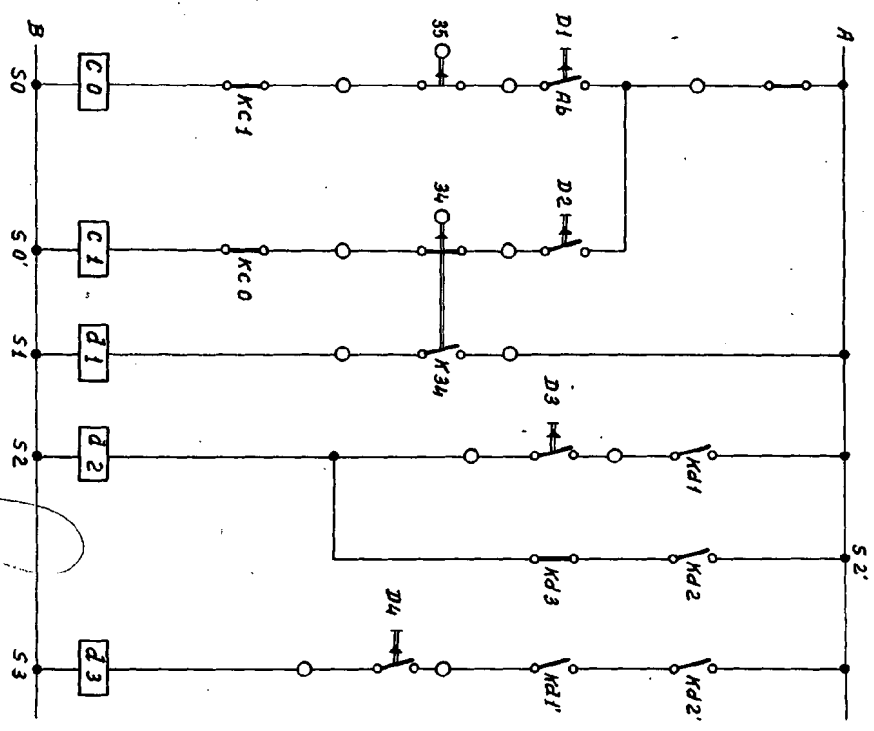 S2'
A
Kd1
Kd2
Kd2'
D1
Ab
D2
D3
Kd3
Kd1'
35
34
K34
D4
KC1
KC0
C0
C1
d1
d2
d3
B
S0
S0'
S1
S2
S3